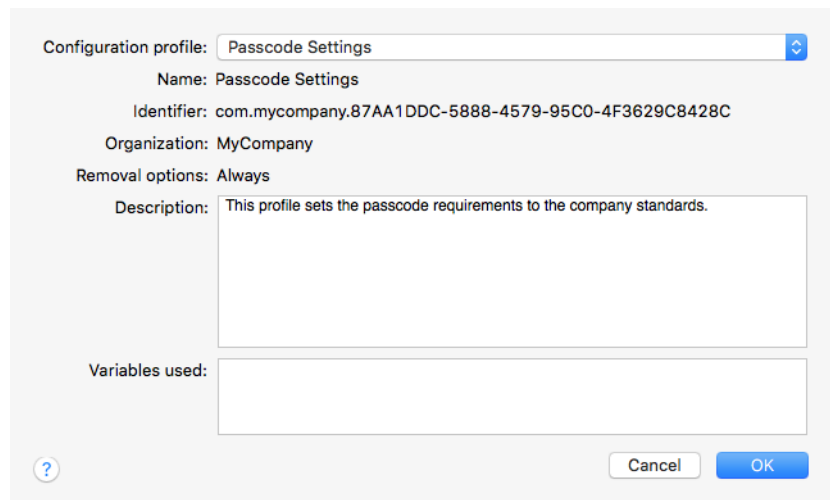 Configuration profile: Passcode Settings
Name: Passcode Settings
Identifier: com.mycompany.87AA1DDC-5888-4579-95C0-4F3629C8428C
Organization: MyCompany
Removal options: Always
Description: This profile sets the passcode requirements to the company standards.
Variables used:
? Cancel OK